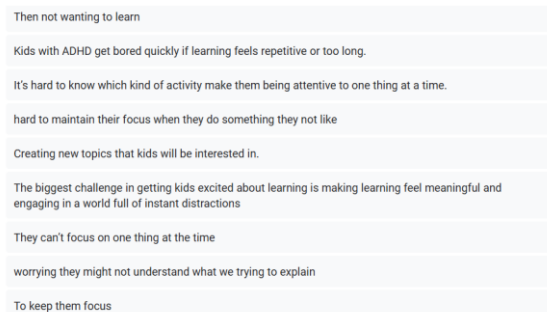 Then not wanting to learn
Kids with ADHD get bored quickly if learning feels repetitive or too long.
It's hard to know which kind of activity make them being attentive to one thing at a time.
hard to maintain their focus when they do something they not like
Creating new topics that kids will be interested in.
The biggest challenge in getting kids excited about learning is making learning feel meaningful and
engaging in a world full of instant distractions
They can't focus on one thing at the time
worrying they might not understand what we trying to explain
To keep them focus